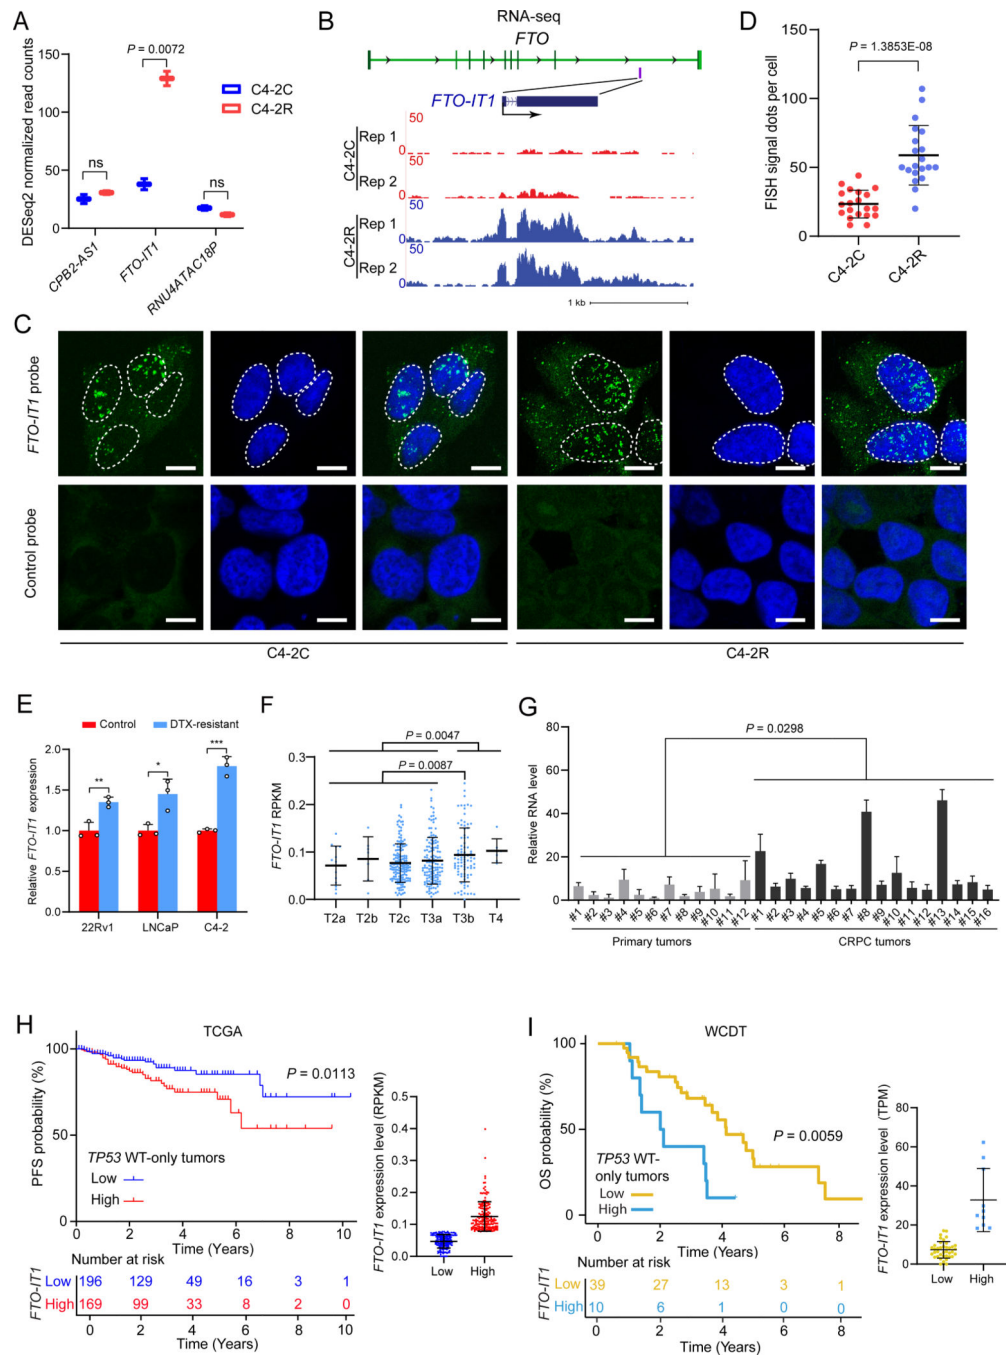 A
DESeq2 normalized read counts
150
100
50
0
P = 0.0072
ns
ns
C4-2C
C4-2R
CPB2-AS1
FTO-IT1
RNU4ATAC18P
B
RNA-seq
FTO
FTO-IT1
50
C4-2C
Rep 1
0
50
Rep 2
0
50
C4-2R
Rep 1
0
50
Rep 2
0
1 kb
D
P = 1.3853E-08
FISH signal dots per cell
150
100
50
0
C4-2C
C4-2R
C
FTO-IT1 probe
Control probe
C4-2C
C4-2R
E
Control
DTX-resistant
Relative FTO-IT1 expression
2.0
1.5
1.0
0.5
0.0
**
*
***
22Rv1
LNCaP
C4-2
F
P = 0.0047
P = 0.0087
FTO-IT1 RPKM
0.3
0.2
0.1
0.0
T2a
T2b
T2c
T3a
T3b
T4
G
P = 0.0298
Relative RNA level
80
60
40
20
0
#1 #2 #3 #4 #5 #6 #7 #8 #9 #10 #11 #12 #1 #2 #3 #4 #5 #6 #7 #8 #9 #10 #11 #12 #13 #14 #15 #16
Primary tumors
CRPC tumors
H
TCGA
PFS probability (%)
100
50
0
P = 0.0113
TP53 WT-only tumors
Low
High
0 2 4 6 8 10
Time (Years)
Number at risk
FTO-IT1
Low 196 129 49 16 3 1
High 169 99 33 8 2 0
0 2 4 6 8 10
Time (Years)
FTO-IT1 expression level (RPKM)
0.5
0.4
0.3
0.2
0.1
0.0
Low
High
I
WCDT
OS probability (%)
100
50
0
P = 0.0059
TP53 WT-
only tumors
Low
High
0 2 4 6 8
Time (Years)
Number at risk
FTO-IT1
Low 39 27 13 3 1
High 10 6 1 0 0
0 2 4 6 8
Time (Years)
FTO-IT1 expression level (TPM)
80
60
40
20
0
Low
High